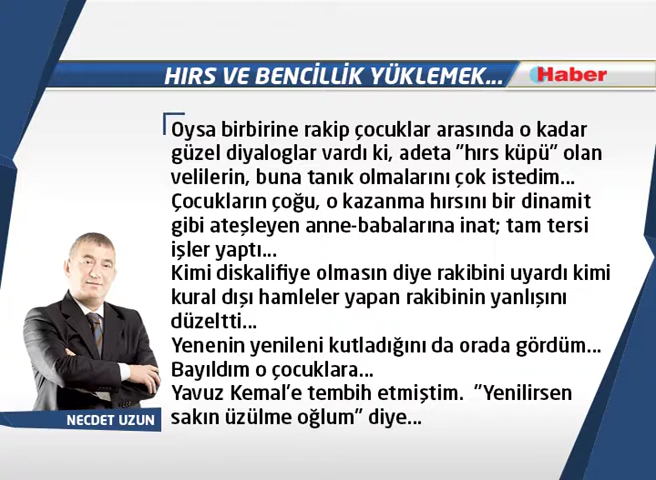 HIRS VE BENCİLLİK YÜKLEMEK...
Haber
Oysa birbirine rakip çocuklar arasında o kadar
güzel diyaloglar vardı ki, adeta "hırs küpü" olan
velilerin, buna tanık olmalarını çok istedim...
Çocukların çoğu, o kazanma hırsını bir dinamit
gibi ateşleyen anne-babalarına inat; tam tersi
işler yaptı...
Kimi diskalifiye olmasın diye rakibini uyardı kimi
kural dışı hamleler yapan rakibinin yanlışını
düzeltti...
Yenenin yenileni kutladığını da orada gördüm...
Bayıldım o çocuklara...
Yavuz Kemal'e tembih etmiştim. "Yenilirsen
sakın üzülme oğlum" diye...
NECDET UZUN